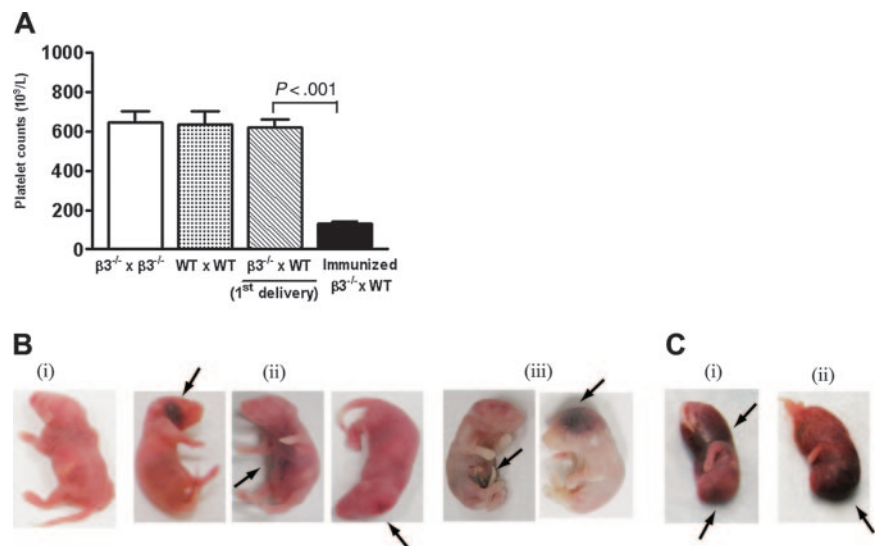 A
Platelet counts (10⁹/L)
1000
800
600
400
200
0
P < .001
β3⁻/⁻ x β3⁻/⁻ WT x WT β3⁻/⁻ x WT Immunized
(1st delivery) β3⁻/⁻ x WT
B
(i) (ii) (iii)
C
(i) (ii)